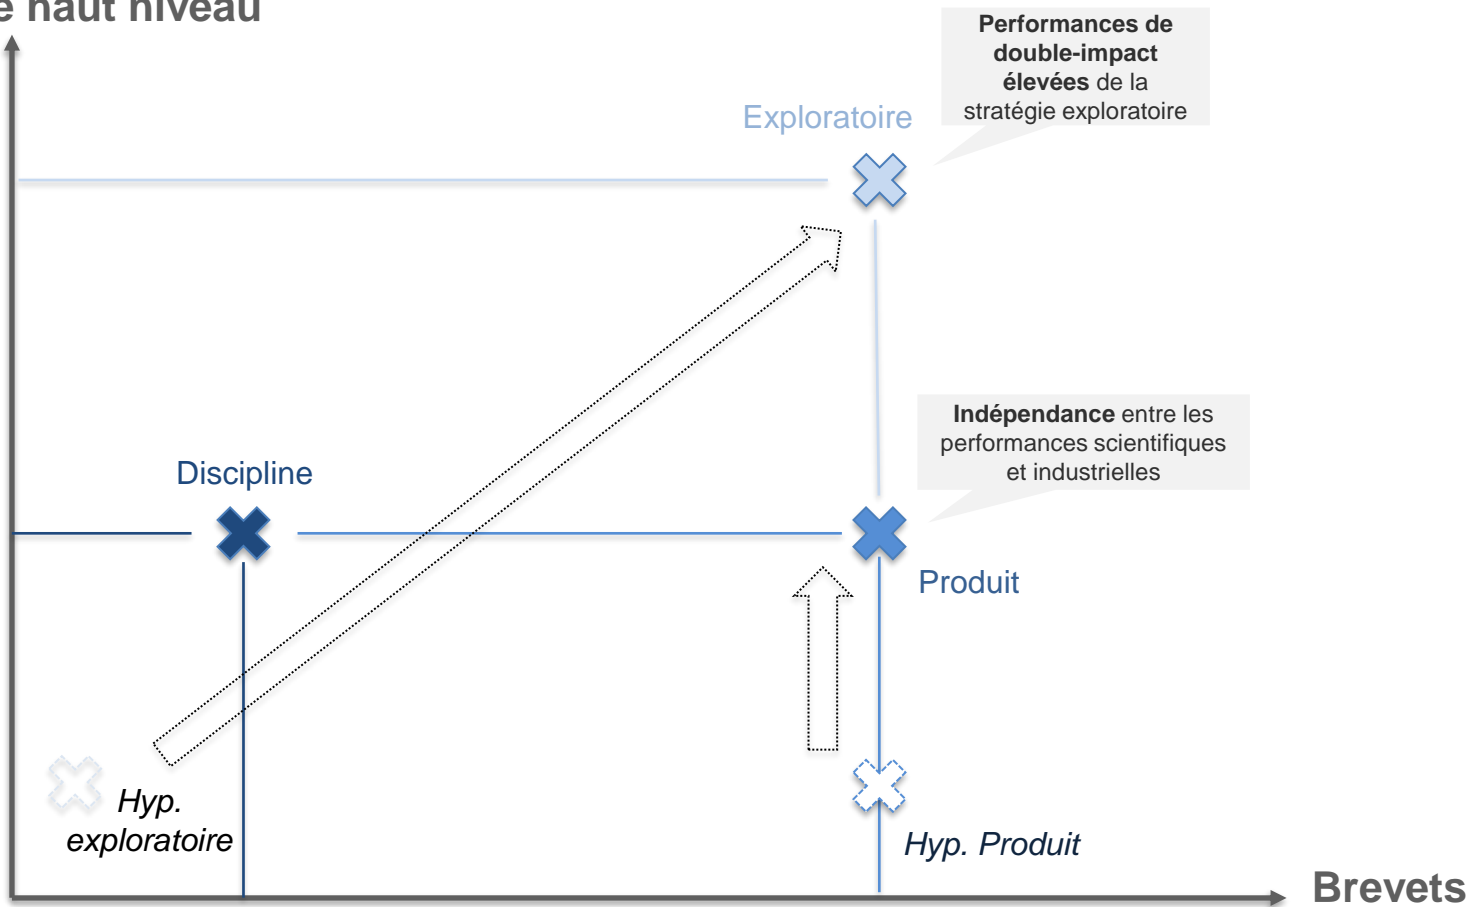 haut niveau
Performances de
double-impact
élevées de la
stratégie exploratoire
Exploratoire
Indépendance entre les
performances scientifiques
et industrielles
Discipline
Produit
Hyp.
exploratoire
Hyp. Produit
Brevets